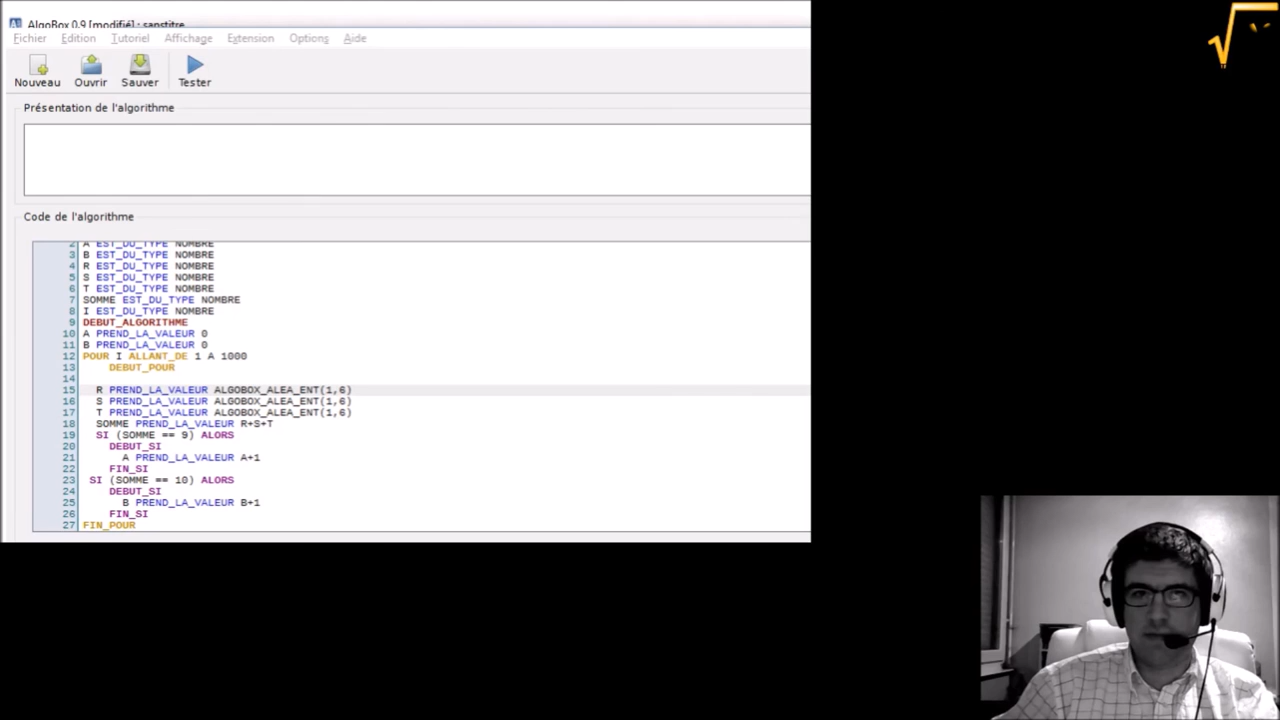 AlgoBox 0.9 [modifié] : sanstitre
Fichier Edition Tutoriel Affichage Extension Options Aide
Nouveau Ouvrir Sauver Tester
Présentation de l'algorithme
Code de l'algorithme
2 A EST_DU_TYPE NOMBRE
3 B EST_DU_TYPE NOMBRE
4 R EST_DU_TYPE NOMBRE
5 S EST_DU_TYPE NOMBRE
6 T EST_DU_TYPE NOMBRE
7 SOMME EST_DU_TYPE NOMBRE
8 I EST_DU_TYPE NOMBRE
9 DEBUT_ALGORITHME
10 A PREND_LA_VALEUR 0
11 B PREND_LA_VALEUR 0
12 POUR I ALLANT_DE 1 A 1000
13 DEBUT_POUR
14
15 R PREND_LA_VALEUR ALGOBOX_ALEA_ENT(1,6)
16 S PREND_LA_VALEUR ALGOBOX_ALEA_ENT(1,6)
17 T PREND_LA_VALEUR ALGOBOX_ALEA_ENT(1,6)
18 SOMME PREND_LA_VALEUR R+S+T
19 SI (SOMME == 9) ALORS
20 DEBUT_SI
21 A PREND_LA_VALEUR A+1
22 FIN_SI
23 SI (SOMME == 10) ALORS
24 DEBUT_SI
25 B PREND_LA_VALEUR B+1
26 FIN_SI
27 FIN_POUR